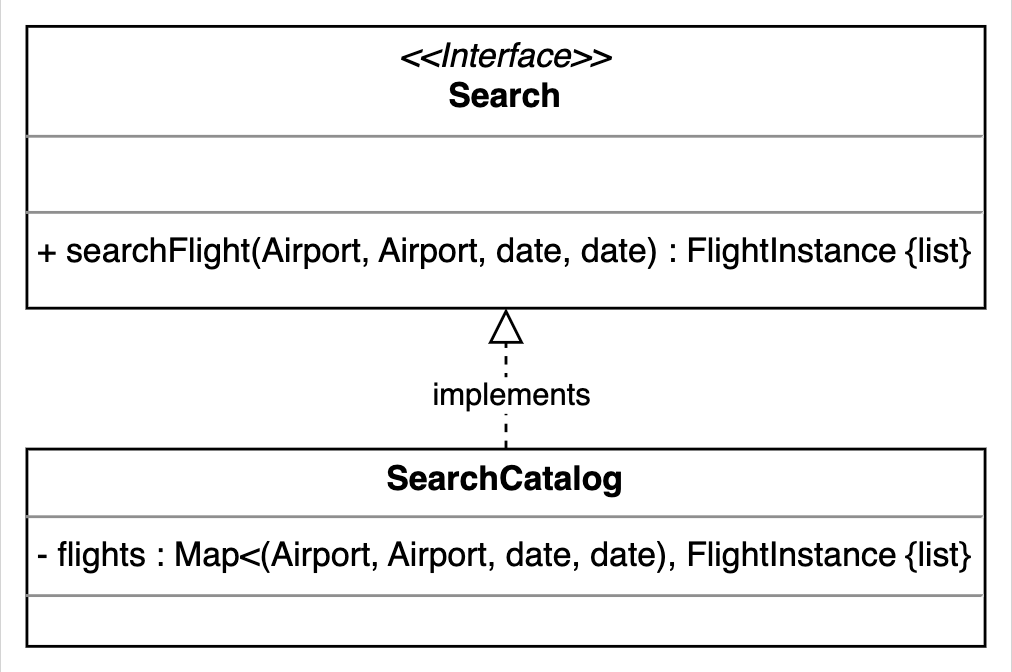 <<Interface>>
Search
+ searchFlight(Airport, Airport, date, date) : FlightInstance {list}
implements
SearchCatalog
- flights : Map<(Airport, Airport, date, date), FlightInstance {list}